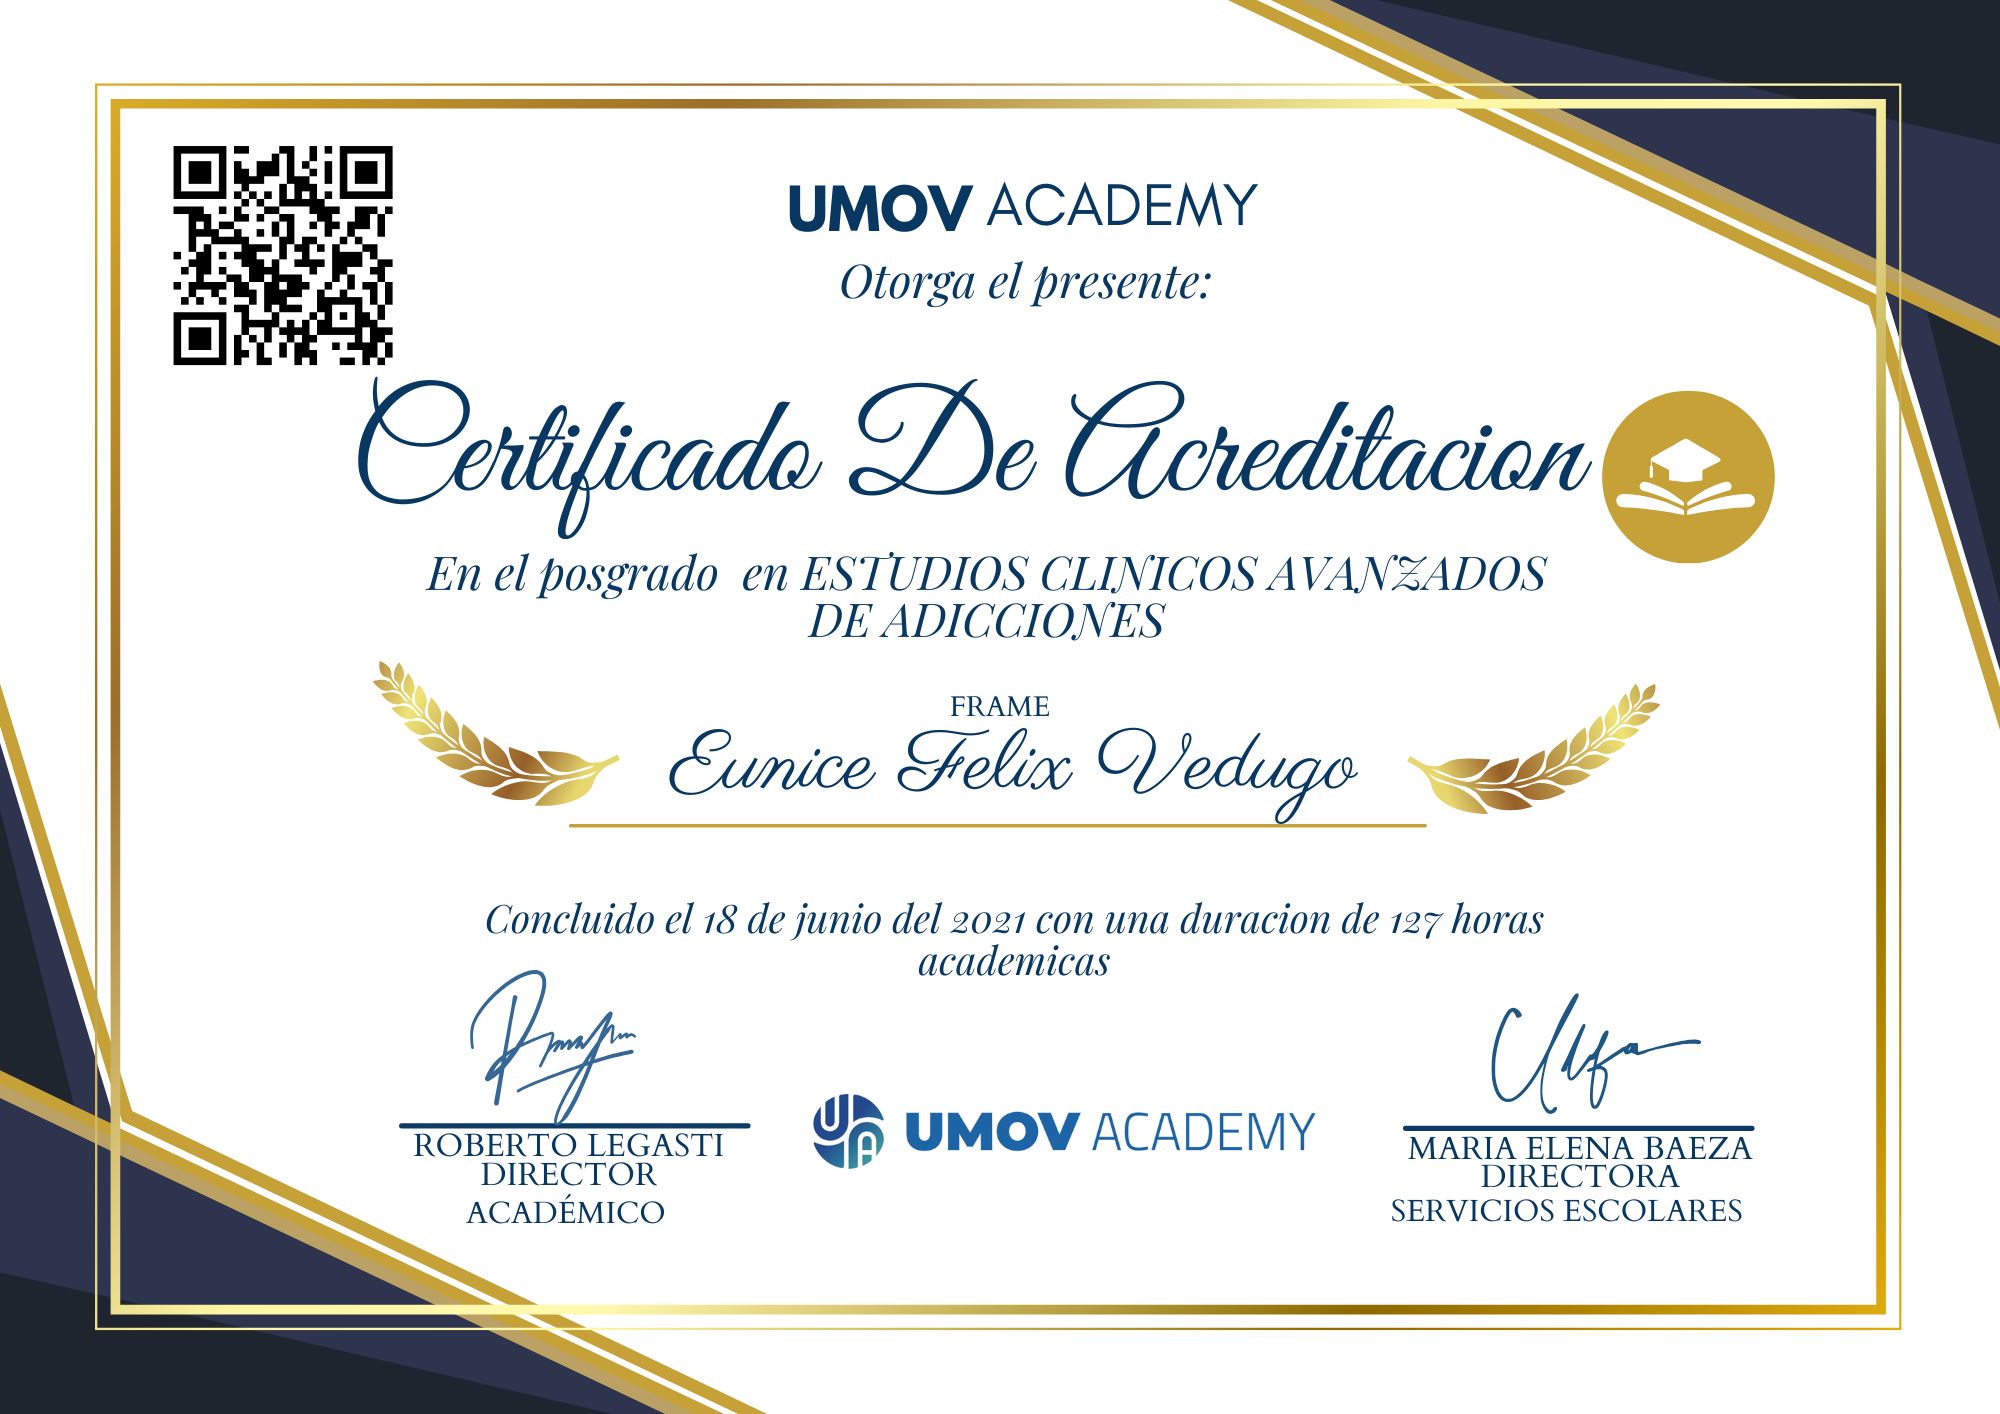 UMOV ACADEMY
Otorga el presente:
Certificado De Acreditacion
En el posgrado en ESTUDIOS CLINICOS AVANZADOS
DE ADICCIONES
FRAME
Eunice Felix Vedugo
Concluido el 18 de junio del 2021 con una duracion de 127 horas
academicas
ROBERTO LEGASTI
DIRECTOR
ACADÉMICO
UA UMOV ACADEMY
MARIA ELENA BAEZA
DIRECTORA
SERVICIOS ESCOLARES